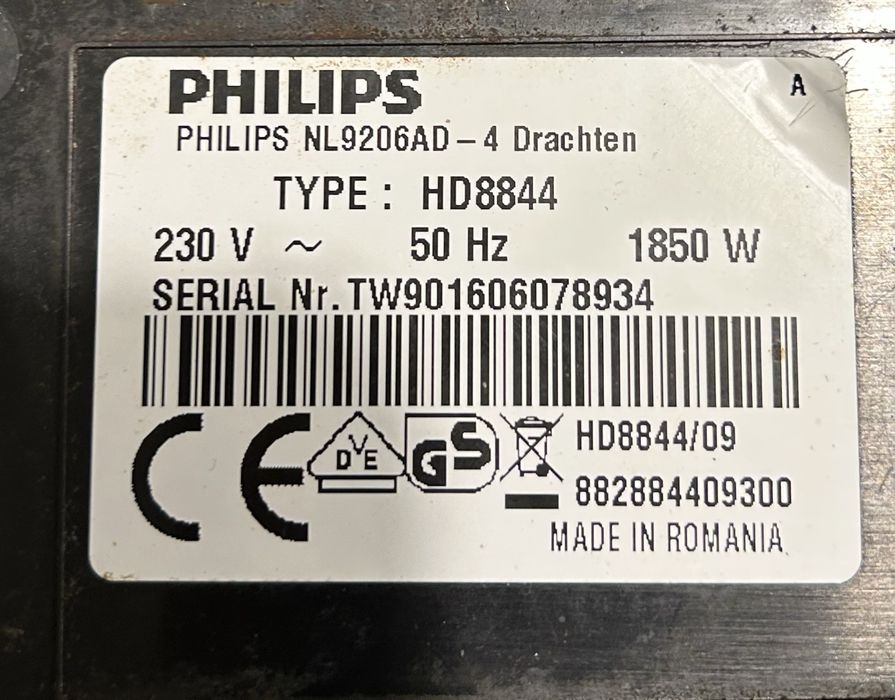 PHILIPS
A
PHILIPS NL9206AD-4 Drachten
TYPE : HD8844
230 V ~ 50 Hz 1850 W
SERIAL Nr. TW901606078934
CE DVE GS HD8844/09
882884409300
MADE IN ROMANIA